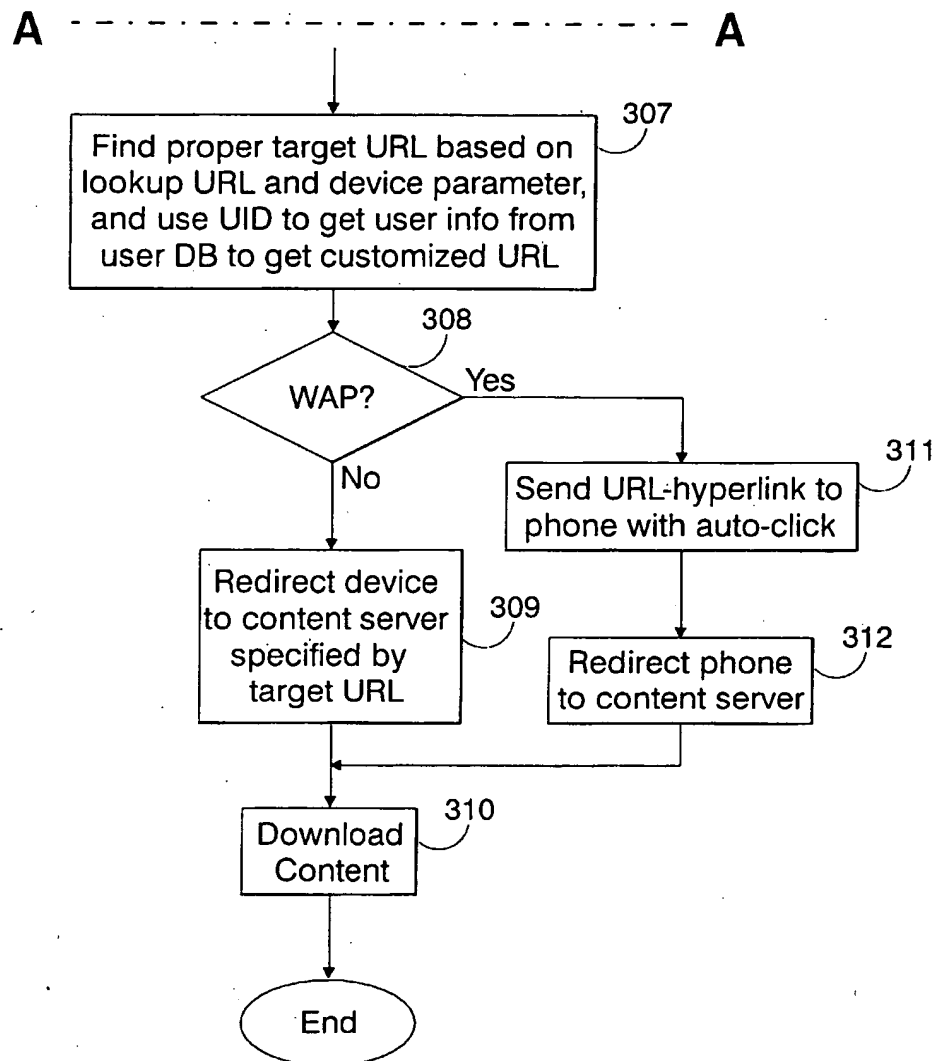 A A
307
Find proper target URL based on
lookup URL and device parameter,
and use UID to get user info from
user DB to get customized URL
308
WAP?
Yes
No
311
Send URL-hyperlink to
phone with auto-click
Redirect device
to content server
specified by
target URL
309
312
Redirect phone
to content server
310
Download
Content
End